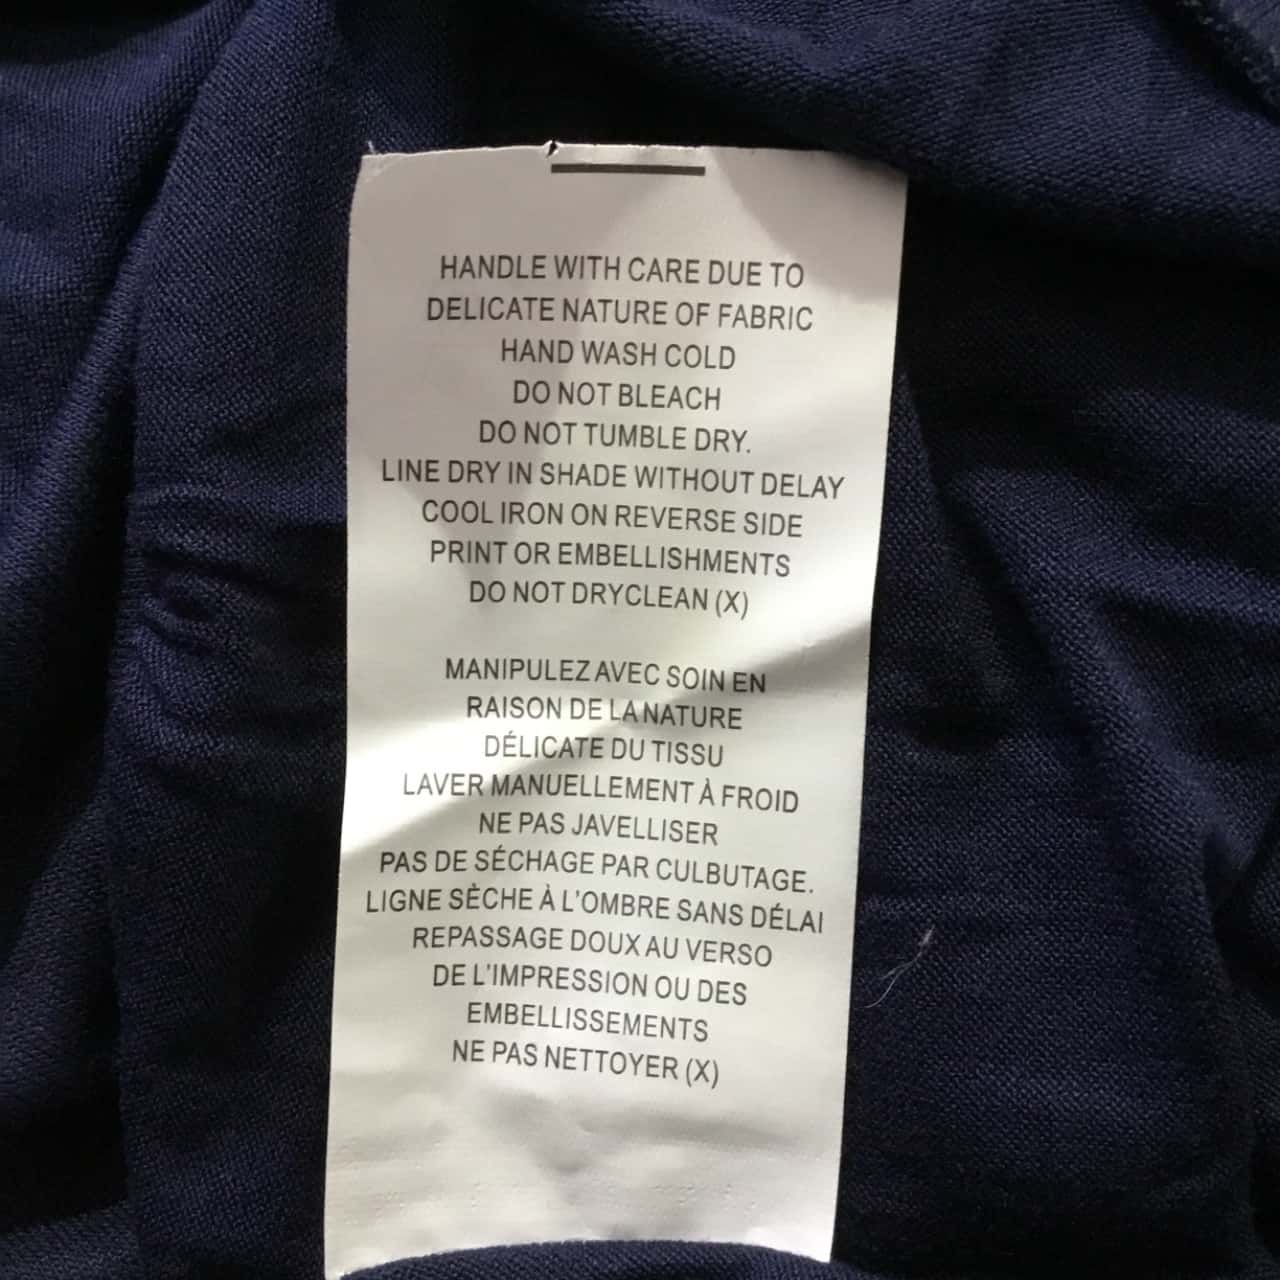 HANDLE WITH CARE DUE TO
DELICATE NATURE OF FABRIC
HAND WASH COLD
DO NOT BLEACH
DO NOT TUMBLE DRY.
LINE DRY IN SHADE WITHOUT DELAY
COOL IRON ON REVERSE SIDE
PRINT OR EMBELLISHMENTS
DO NOT DRYCLEAN (X)
MANIPULEZ AVEC SOIN EN
RAISON DE LA NATURE
DÉLICATE DU TISSU
LAVER MANUELLEMENT À FROID
NE PAS JAVELLISER
PAS DE SÉCHAGE PAR CULBUTAGE.
LIGNE SÈCHE À L'OMBRE SANS DÉLAI
REPASSAGE DOUX AU VERSO
DE L'IMPRESSION OU DES
EMBELLISSEMENTS
NE PAS NETTOYER (X)